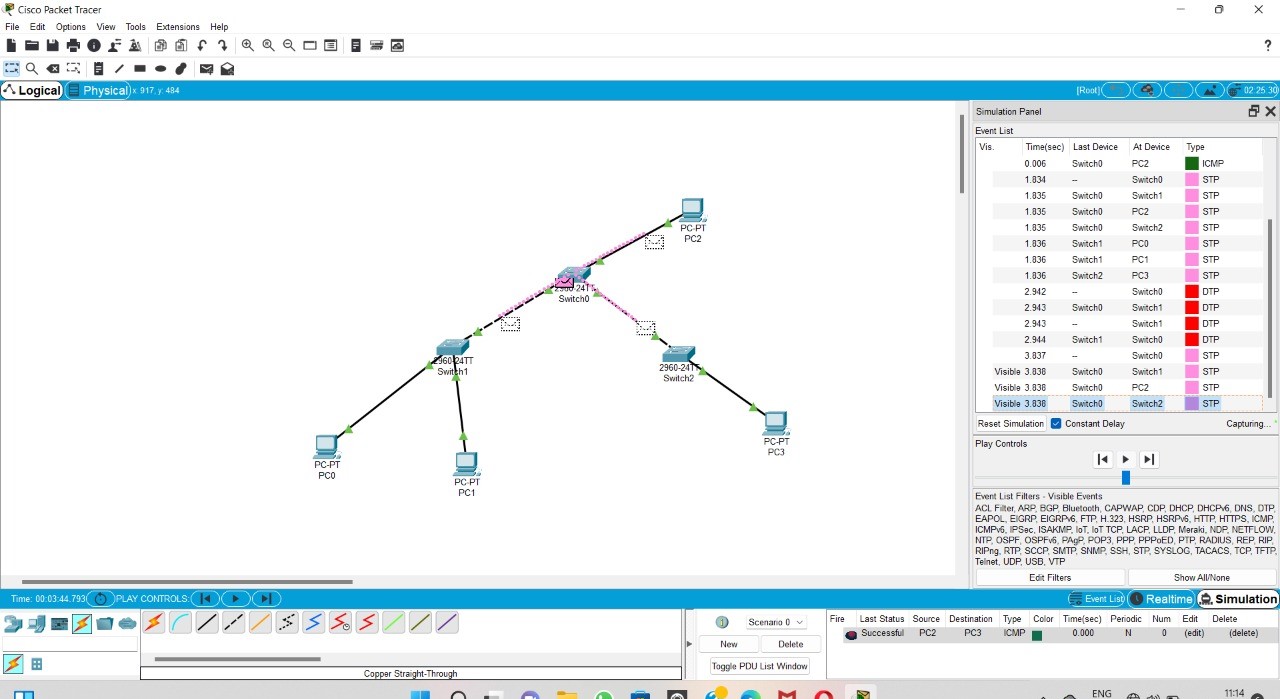 Cisco Packet Tracer
File Edit Options View Tools Extensions Help
?
Logical Physical x: 917, y: 484 [Root] 02:25:30
Simulation Panel
Event List
Vis. Time(sec) Last Device At Device Type
0.006 Switch0 PC2 ICMP
1.834 -- Switch0 STP
1.835 Switch0 Switch1 STP
1.835 Switch0 PC2 STP
1.835 Switch0 Switch2 STP
1.836 Switch1 PC0 STP
1.836 Switch1 PC1 STP
1.836 Switch2 PC3 STP
2.942 -- Switch0 DTP
2.943 Switch0 Switch1 DTP
2.943 -- Switch1 DTP
2.944 Switch1 Switch0 DTP
3.837 -- Switch0 STP
Visible 3.838 Switch0 Switch1 STP
Visible 3.838 Switch0 PC2 STP
Visible 3.838 Switch0 Switch2 STP
Reset Simulation Constant Delay Capturing...
Play Controls
Event List Filters - Visible Events
ACL Filter, ARP, BGP, Bluetooth, CAPWAP, CDP, DHCP, DHCPv6, DNS, DTP,
EAPOL, EIGRP, EIGRPv6, FTP, H.323, HSRP, HSRPv6, HTTP, HTTPS, ICMP,
ICMPv6, IPSec, ISAKMP, IoT, IoT TCP, LACP, LLDP, Meraki, NDP, NETFLOW,
NTP, OSPF, OSPFv6, PAgP, POP3, PPP, PPPoED, PTP, RADIUS, REP, RIP,
RIPng, RTP, SCCP, SMTP, SNMP, SSH, STP, SYSLOG, TACACS, TCP, TFTP,
Telnet, UDP, USB, VTP
Edit Filters Show All/None
PC-PT
PC2
2960-24TT
Switch0
2960-24TT
Switch1
2960-24TT
Switch2
PC-PT
PC3
PC-PT
PC0
PC-PT
PC1
Time: 00:03:44.793 PLAY CONTROLS: Event List Realtime Simulation
Scenario 0
New Delete
Toggle PDU List Window
Fire Last Status Source Destination Type Color Time(sec) Periodic Num Edit Delete
Successful PC2 PC3 ICMP 0.000 N 0 (edit) (delete)
Copper Straight-Through
ENG 11:14